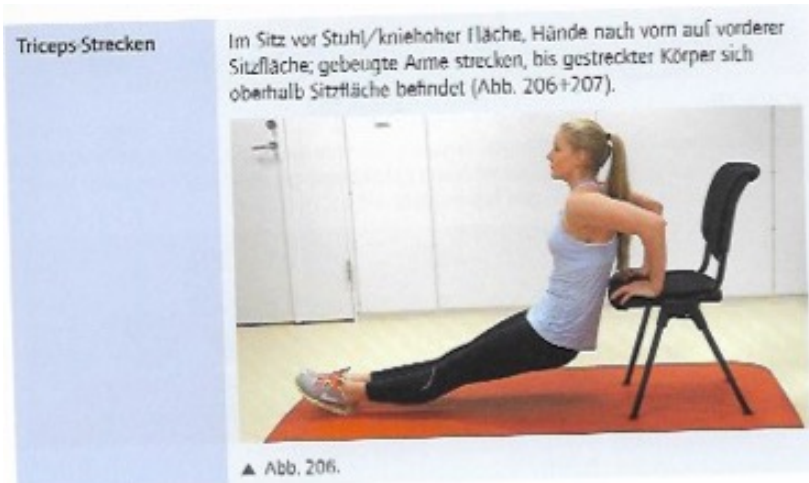 Triceps-Strecken
Im Sitz vor Stuhl/kniehoher Fläche, Hände nach vorn auf vorderer
Sitzfläche; gebeugte Arme strecken, bis gestreckter Körper sich
oberhalb Sitzfläche befindet (Abb. 206+207).
▲ Abb. 206.